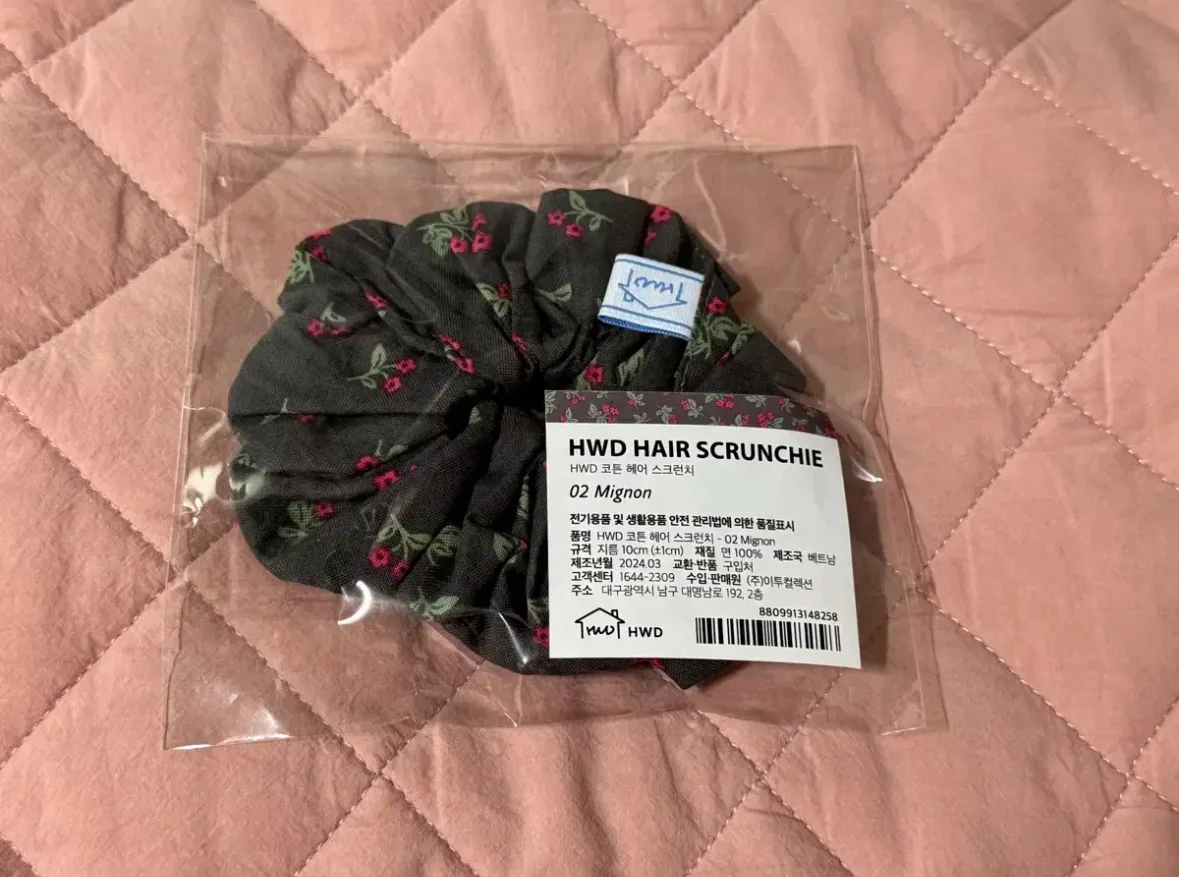 HWD HAIR SCRUNCHIE
HWD 코튼 헤어 스크런치
02 Mignon
전기용품 및 생활용품 안전 관리법에 의한 품질표시
품명 HWD 코튼 헤어 스크런치 - 02 Mignon
규격 지름 10cm (±1cm) 재질 면 100% 제조국 베트남
제조년월 2024.03 교환·반품 구입처
고객센터 1644-2309 수입·판매원 (주)이투컬렉션
주소 대구광역시 남구 대명남로 192, 2층
8809913148258
HWD